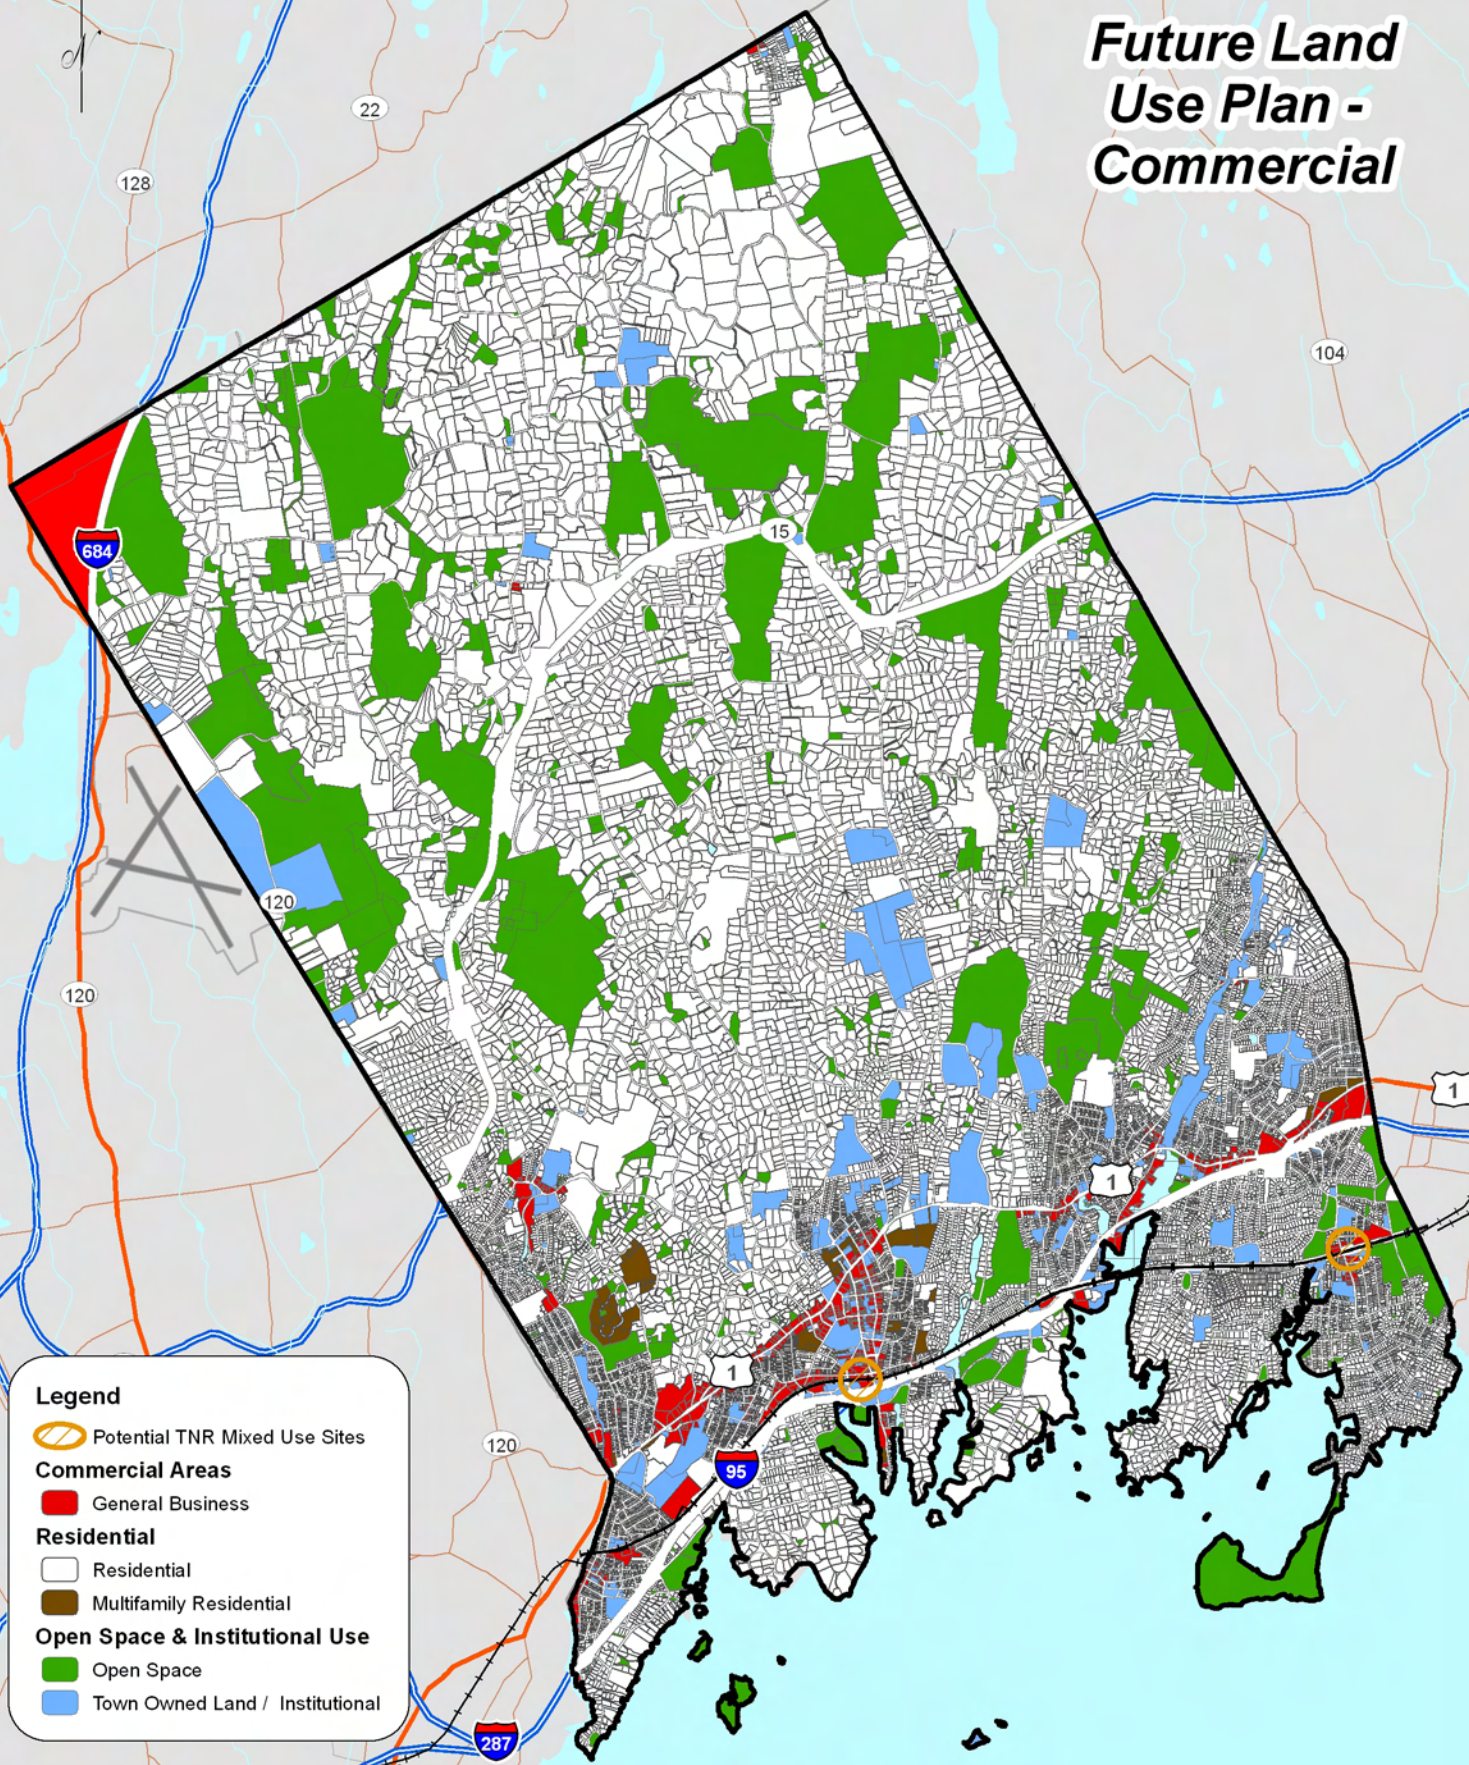 Future Land
Use Plan -
Commercial
N
22
128
104
684
15
120
120
1
1
1
120
95
287
Legend
Potential TNR Mixed Use Sites
Commercial Areas
General Business
Residential
Residential
Multifamily Residential
Open Space & Institutional Use
Open Space
Town Owned Land / Institutional